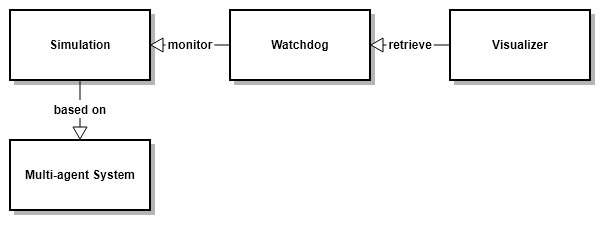 Simulation
monitor
Watchdog
retrieve
Visualizer
based on
Multi-agent System